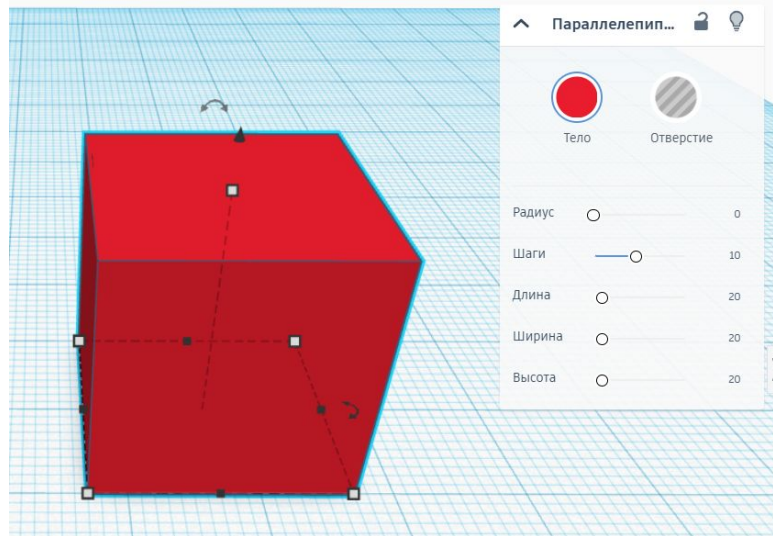 Параллелепип...
Тело
Отверстие
Радиус 0
Шаги 10
Длина 20
Ширина 20
Высота 20